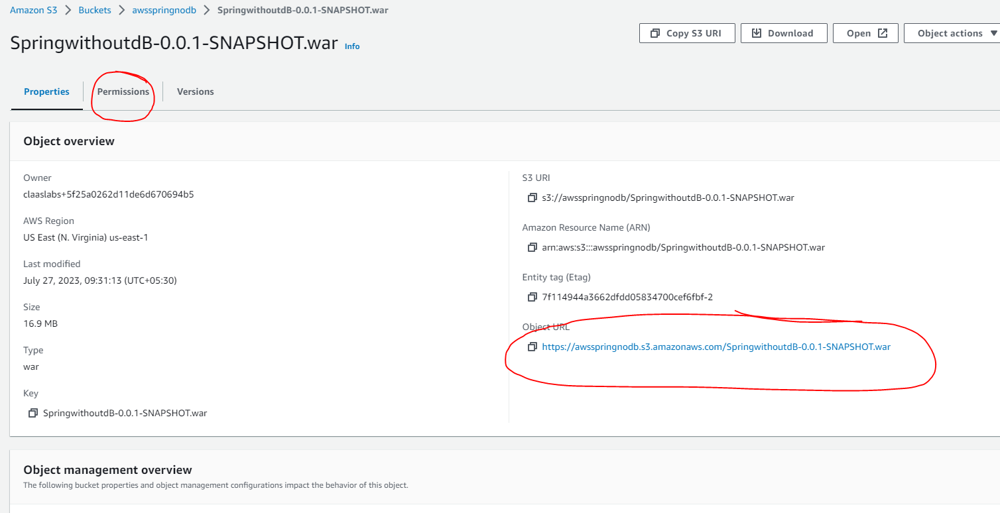 Amazon S3 > Buckets > awsspringnodb > SpringwithoutdB-0.0.1-SNAPSHOT.war
SpringwithoutdB-0.0.1-SNAPSHOT.war Info
Copy S3 URI Download Open Object actions
Properties Permissions Versions
Object overview
Owner
claaslabs+5f25a0262d11de6d670694b5
AWS Region
US East (N. Virginia) us-east-1
Last modified
July 27, 2023, 09:31:13 (UTC+05:30)
Size
16.9 MB
Type
war
Key
SpringwithoutdB-0.0.1-SNAPSHOT.war
S3 URI
s3://awsspringnodb/SpringwithoutdB-0.0.1-SNAPSHOT.war
Amazon Resource Name (ARN)
arn:aws:s3:::awsspringnodb/SpringwithoutdB-0.0.1-SNAPSHOT.war
Entity tag (Etag)
7f114944a3662dfdd05834700cef6fbf-2
Object URL
https://awsspringnodb.s3.amazonaws.com/SpringwithoutdB-0.0.1-SNAPSHOT.war
Object management overview
The following bucket properties and object management configurations impact the behavior of this object.